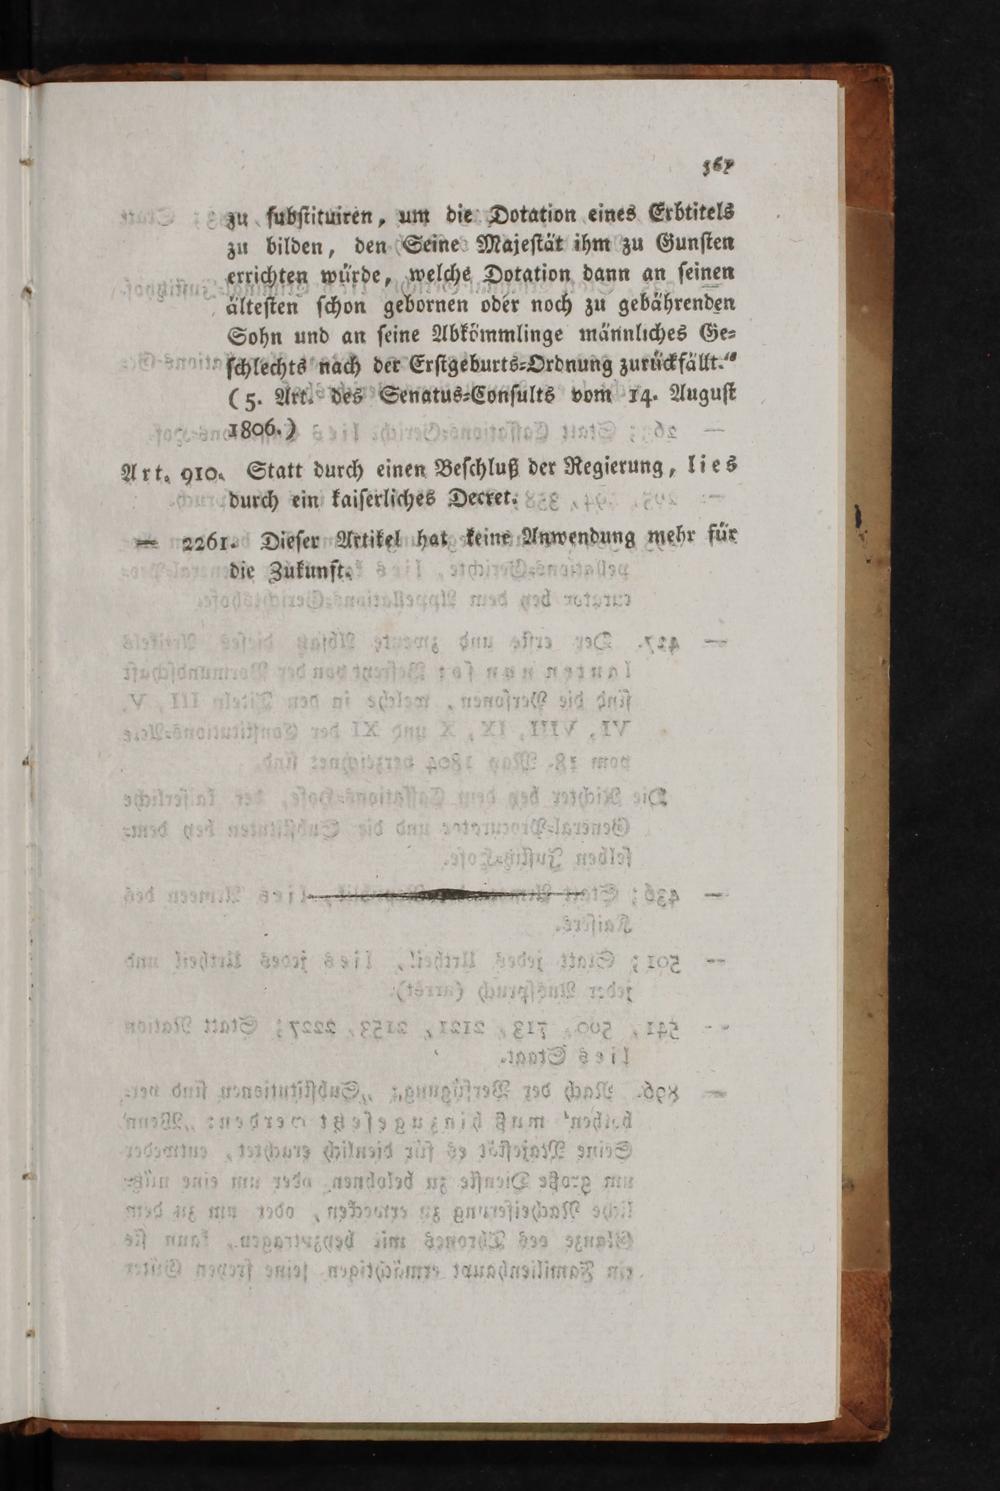 367
zu ſubſtituiren, um die Dotation eines Erbtitels
zu bilden, den Seine Majeſtät ihm zu Gunſten
errichten würde, welche Dotation dann an ſeinen
älteſten ſchon gebornen oder noch zu gebährenden
Sohn und an ſeine Abkömmlinge männliches Ge⸗
ſchlechts nach der Erſtgeburts⸗Ordnung zurückfällt.“
(5. Art. des Senatus⸗Conſults vom 14. Auguſt
1806.)
Art. 910. Statt durch einen Beſchluß der Regierung, lies
durch ein kaiſerliches Decret.
— 2261. Dieſer Artikel hat keine Anwendung mehr für
die Zukunft.